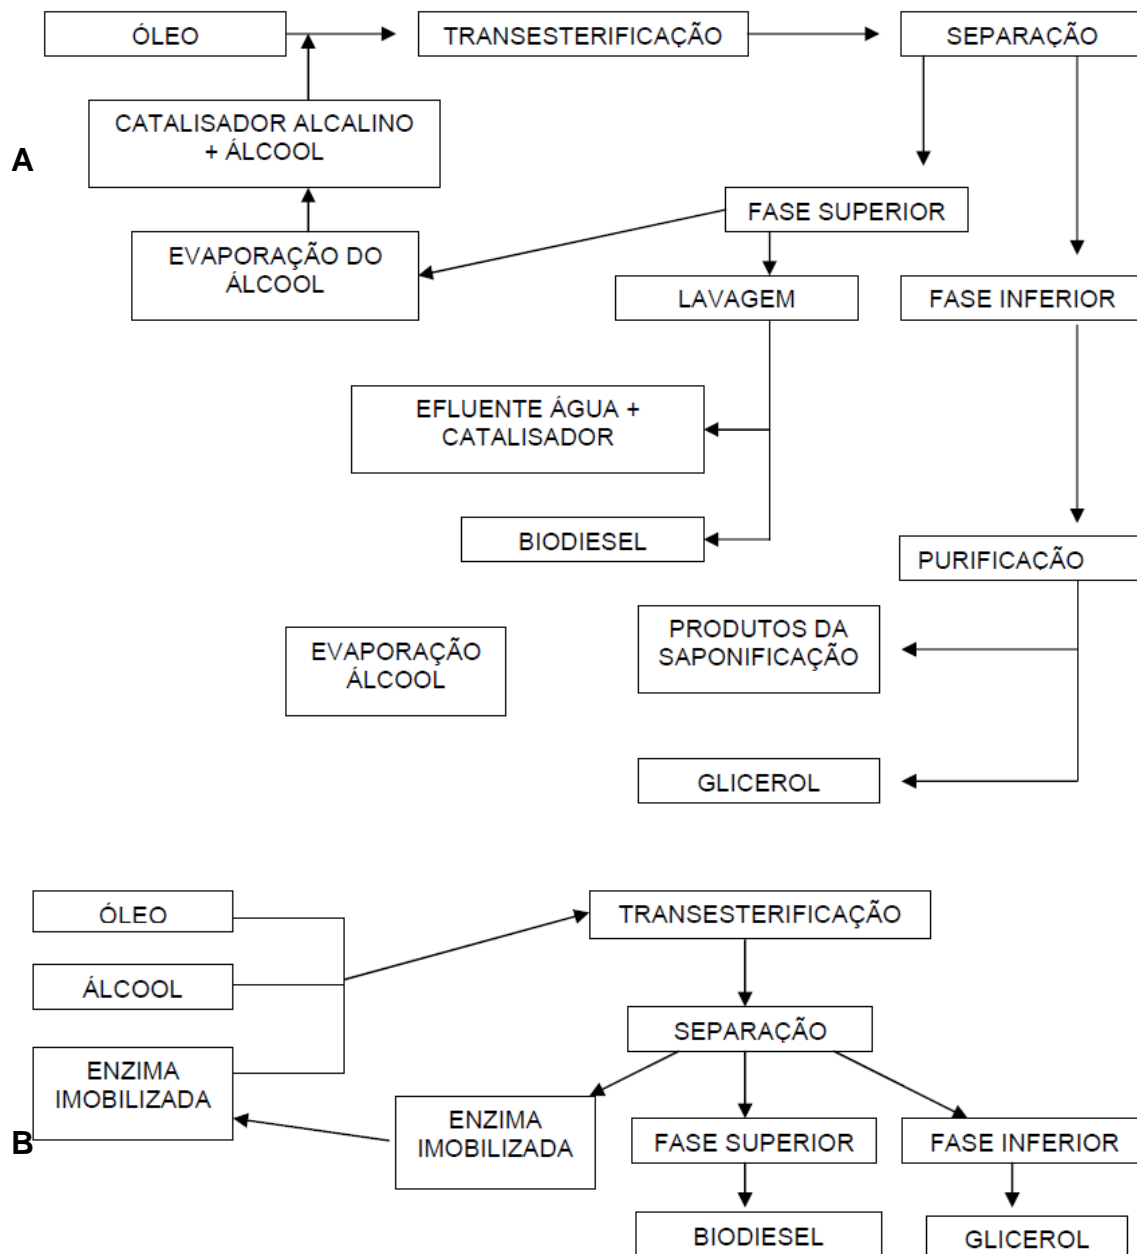 ÓLEO
TRANSESTERIFICAÇÃO
SEPARAÇÃO
CATALISADOR ALCALINO
+ ÁLCOOL
A
FASE SUPERIOR
EVAPORAÇÃO DO
ÁLCOOL
LAVAGEM
FASE INFERIOR
EFLUENTE ÁGUA +
CATALISADOR
BIODIESEL
PURIFICAÇÃO
EVAPORAÇÃO
ÁLCOOL
PRODUTOS DA
SAPONIFICAÇÃO
GLICEROL
ÓLEO
TRANSESTERIFICAÇÃO
ÁLCOOL
SEPARAÇÃO
ENZIMA
IMOBILIZADA
B
ENZIMA
IMOBILIZADA
FASE SUPERIOR
FASE INFERIOR
BIODIESEL
GLICEROL